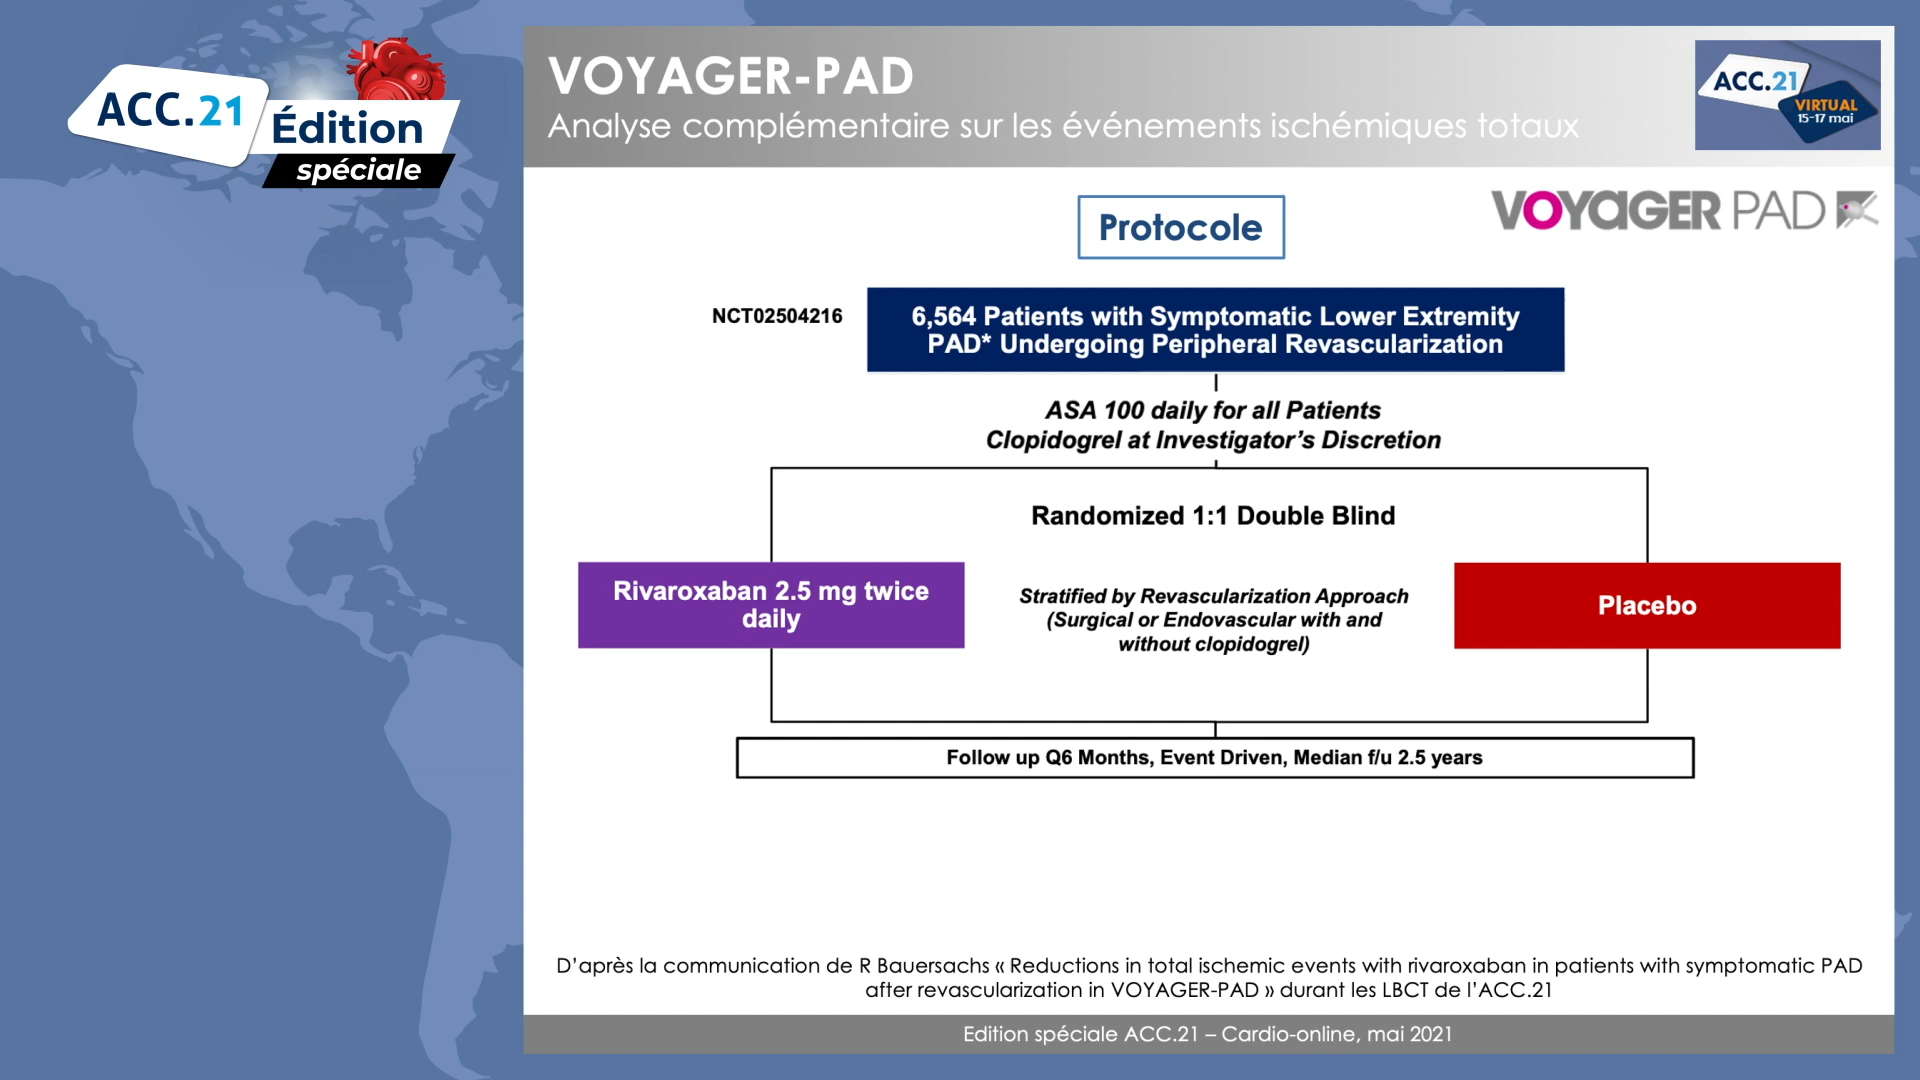 ACC.21
Édition
spéciale
VOYAGER-PAD
Analyse complémentaire sur les événements ischémiques totaux
ACC.21
VIRTUAL
15-17 mai
Protocole
VOYAGER PAD
NCT02504216
6,564 Patients with Symptomatic Lower Extremity
PAD* Undergoing Peripheral Revascularization
ASA 100 daily for all Patients
Clopidogrel at Investigator’s Discretion
Randomized 1:1 Double Blind
Rivaroxaban 2.5 mg twice
daily
Stratified by Revascularization Approach
(Surgical or Endovascular with and
without clopidogrel)
Placebo
Follow up Q6 Months, Event Driven, Median f/u 2.5 years
D’après la communication de R Bauersachs « Reductions in total ischemic events with rivaroxaban in patients with symptomatic PAD
after revascularization in VOYAGER-PAD » durant les LBCT de l’ACC.21
Edition spéciale ACC.21 – Cardio-online, mai 2021